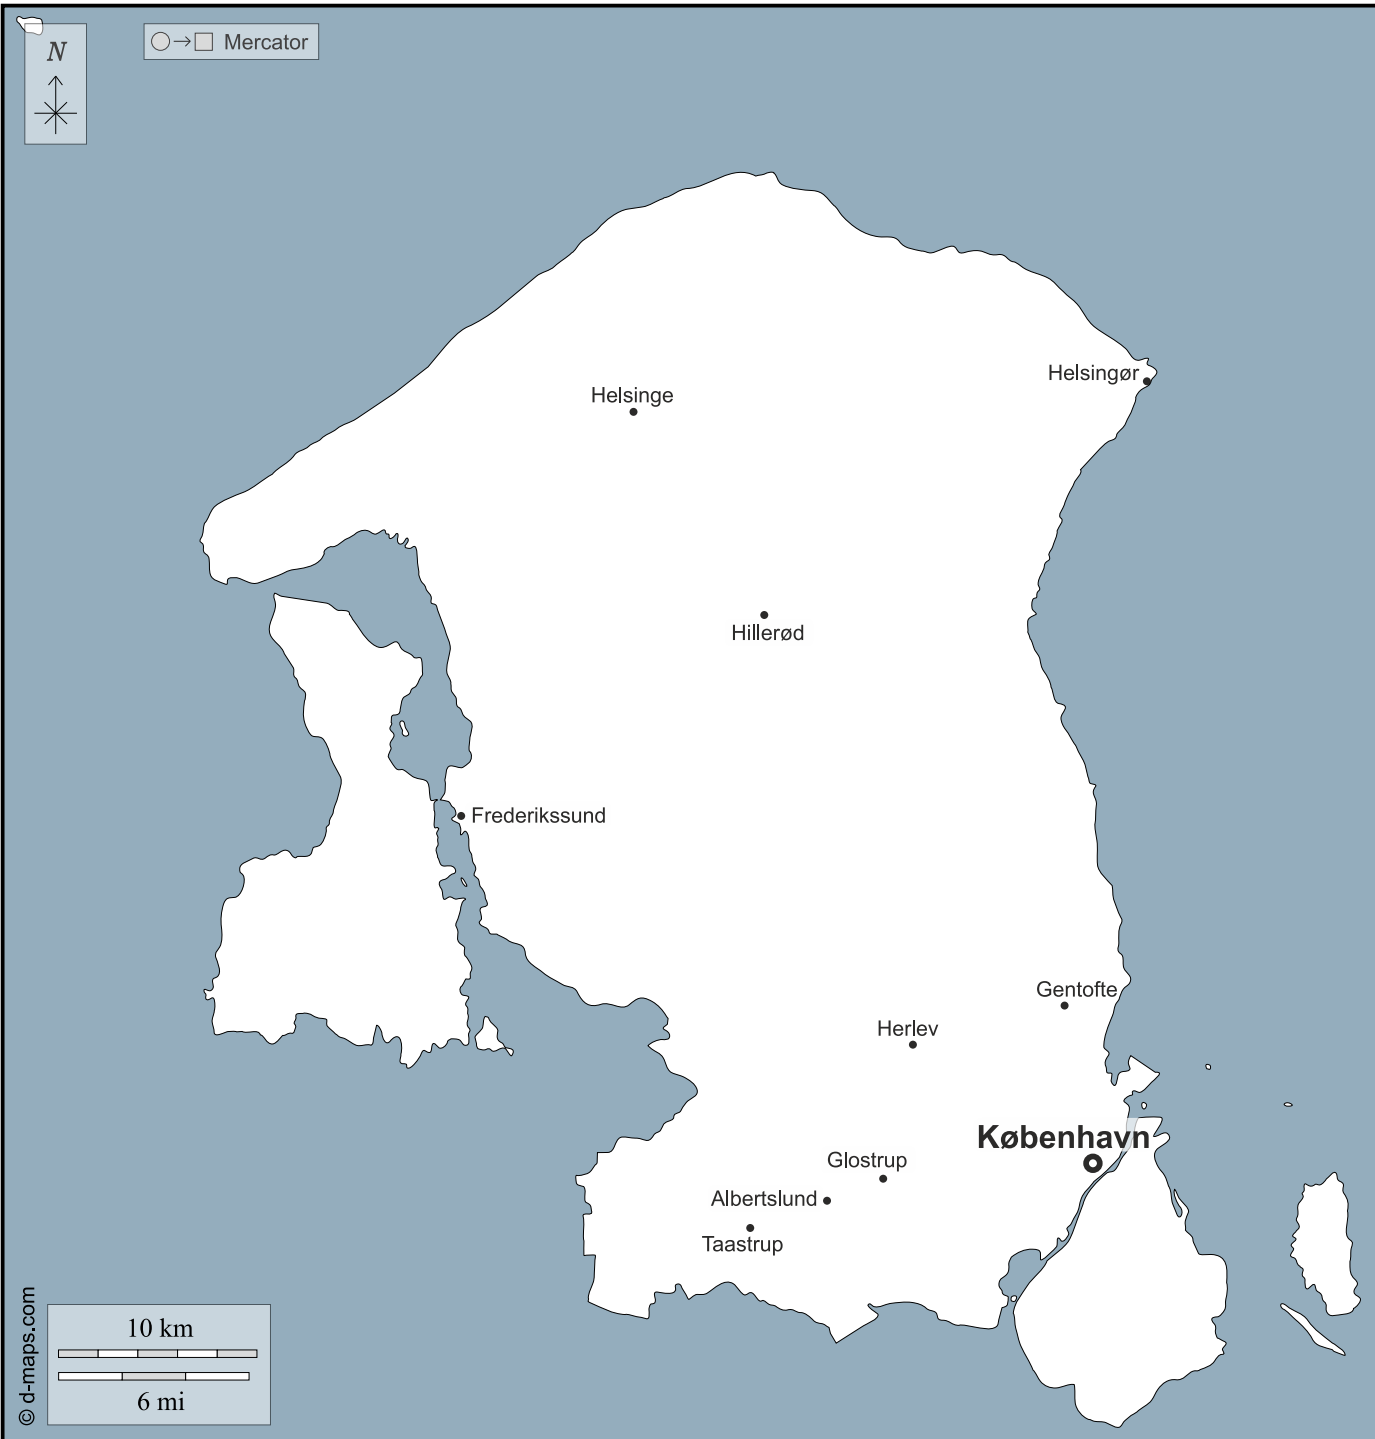 N
Mercator
Helsingør
Helsinge
Hillerød
Frederikssund
Gentofte
Herlev
København
Glostrup
Albertslund
Taastrup
10 km
6 mi
© d-maps.com